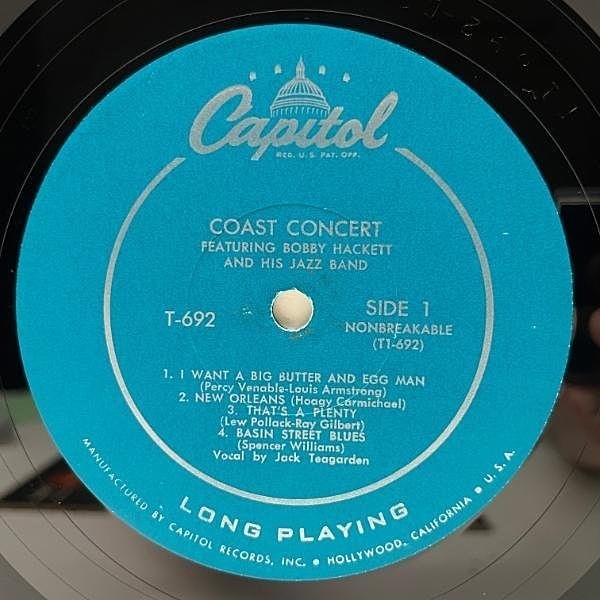 Capitol
REG. U.S. PAT. OFF.
COAST CONCERT
FEATURING BOBBY HACKETT
AND HIS JAZZ BAND
T-692
SIDE 1
NONBREAKABLE
(T1-692)
1. I WANT A BIG BUTTER AND EGG MAN
(Percy Venable-Louis Armstrong)
2. NEW ORLEANS (Hoagy Carmichael)
3. THAT'S A PLENTY
(Lew Pollack-Ray Gilbert)
4. BASIN STREET BLUES
(Spencer Williams)
Vocal by Jack Teagarden
LONG PLAYING
MANUFACTURED BY CAPITOL RECORDS, INC. • HOLLYWOOD, CALIFORNIA • U.S.A.